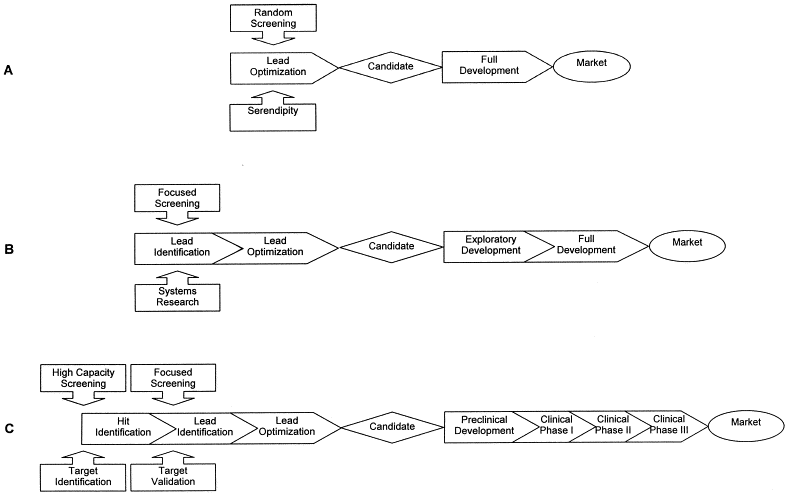 Random
Screening
A
Lead
Optimization
Candidate
Full
Development
Market
Serendipity
Focused
Screening
B
Lead
Identification
Lead
Optimization
Candidate
Exploratory
Development
Full
Development
Market
Systems
Research
High Capacity
Screening
Focused
Screening
C
Hit
Identification
Lead
Identification
Lead
Optimization
Candidate
Preclinical
Development
Clinical
Phase I
Clinical
Phase II
Clinical
Phase III
Market
Target
Identification
Target
Validation